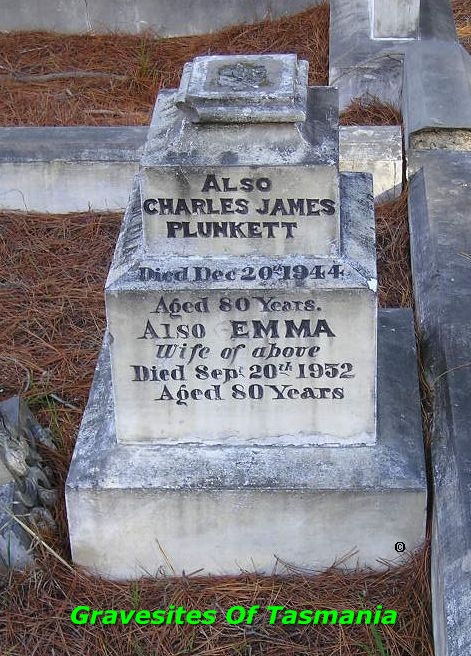 ALSO
CHARLES JAMES
PLUNKETT
Died Dec 20th 1944
Aged 80 Years.
ALSO EMMA
Wife of above
Died Sept 20th 1952
Aged 80 Years
©
Gravesites Of Tasmania